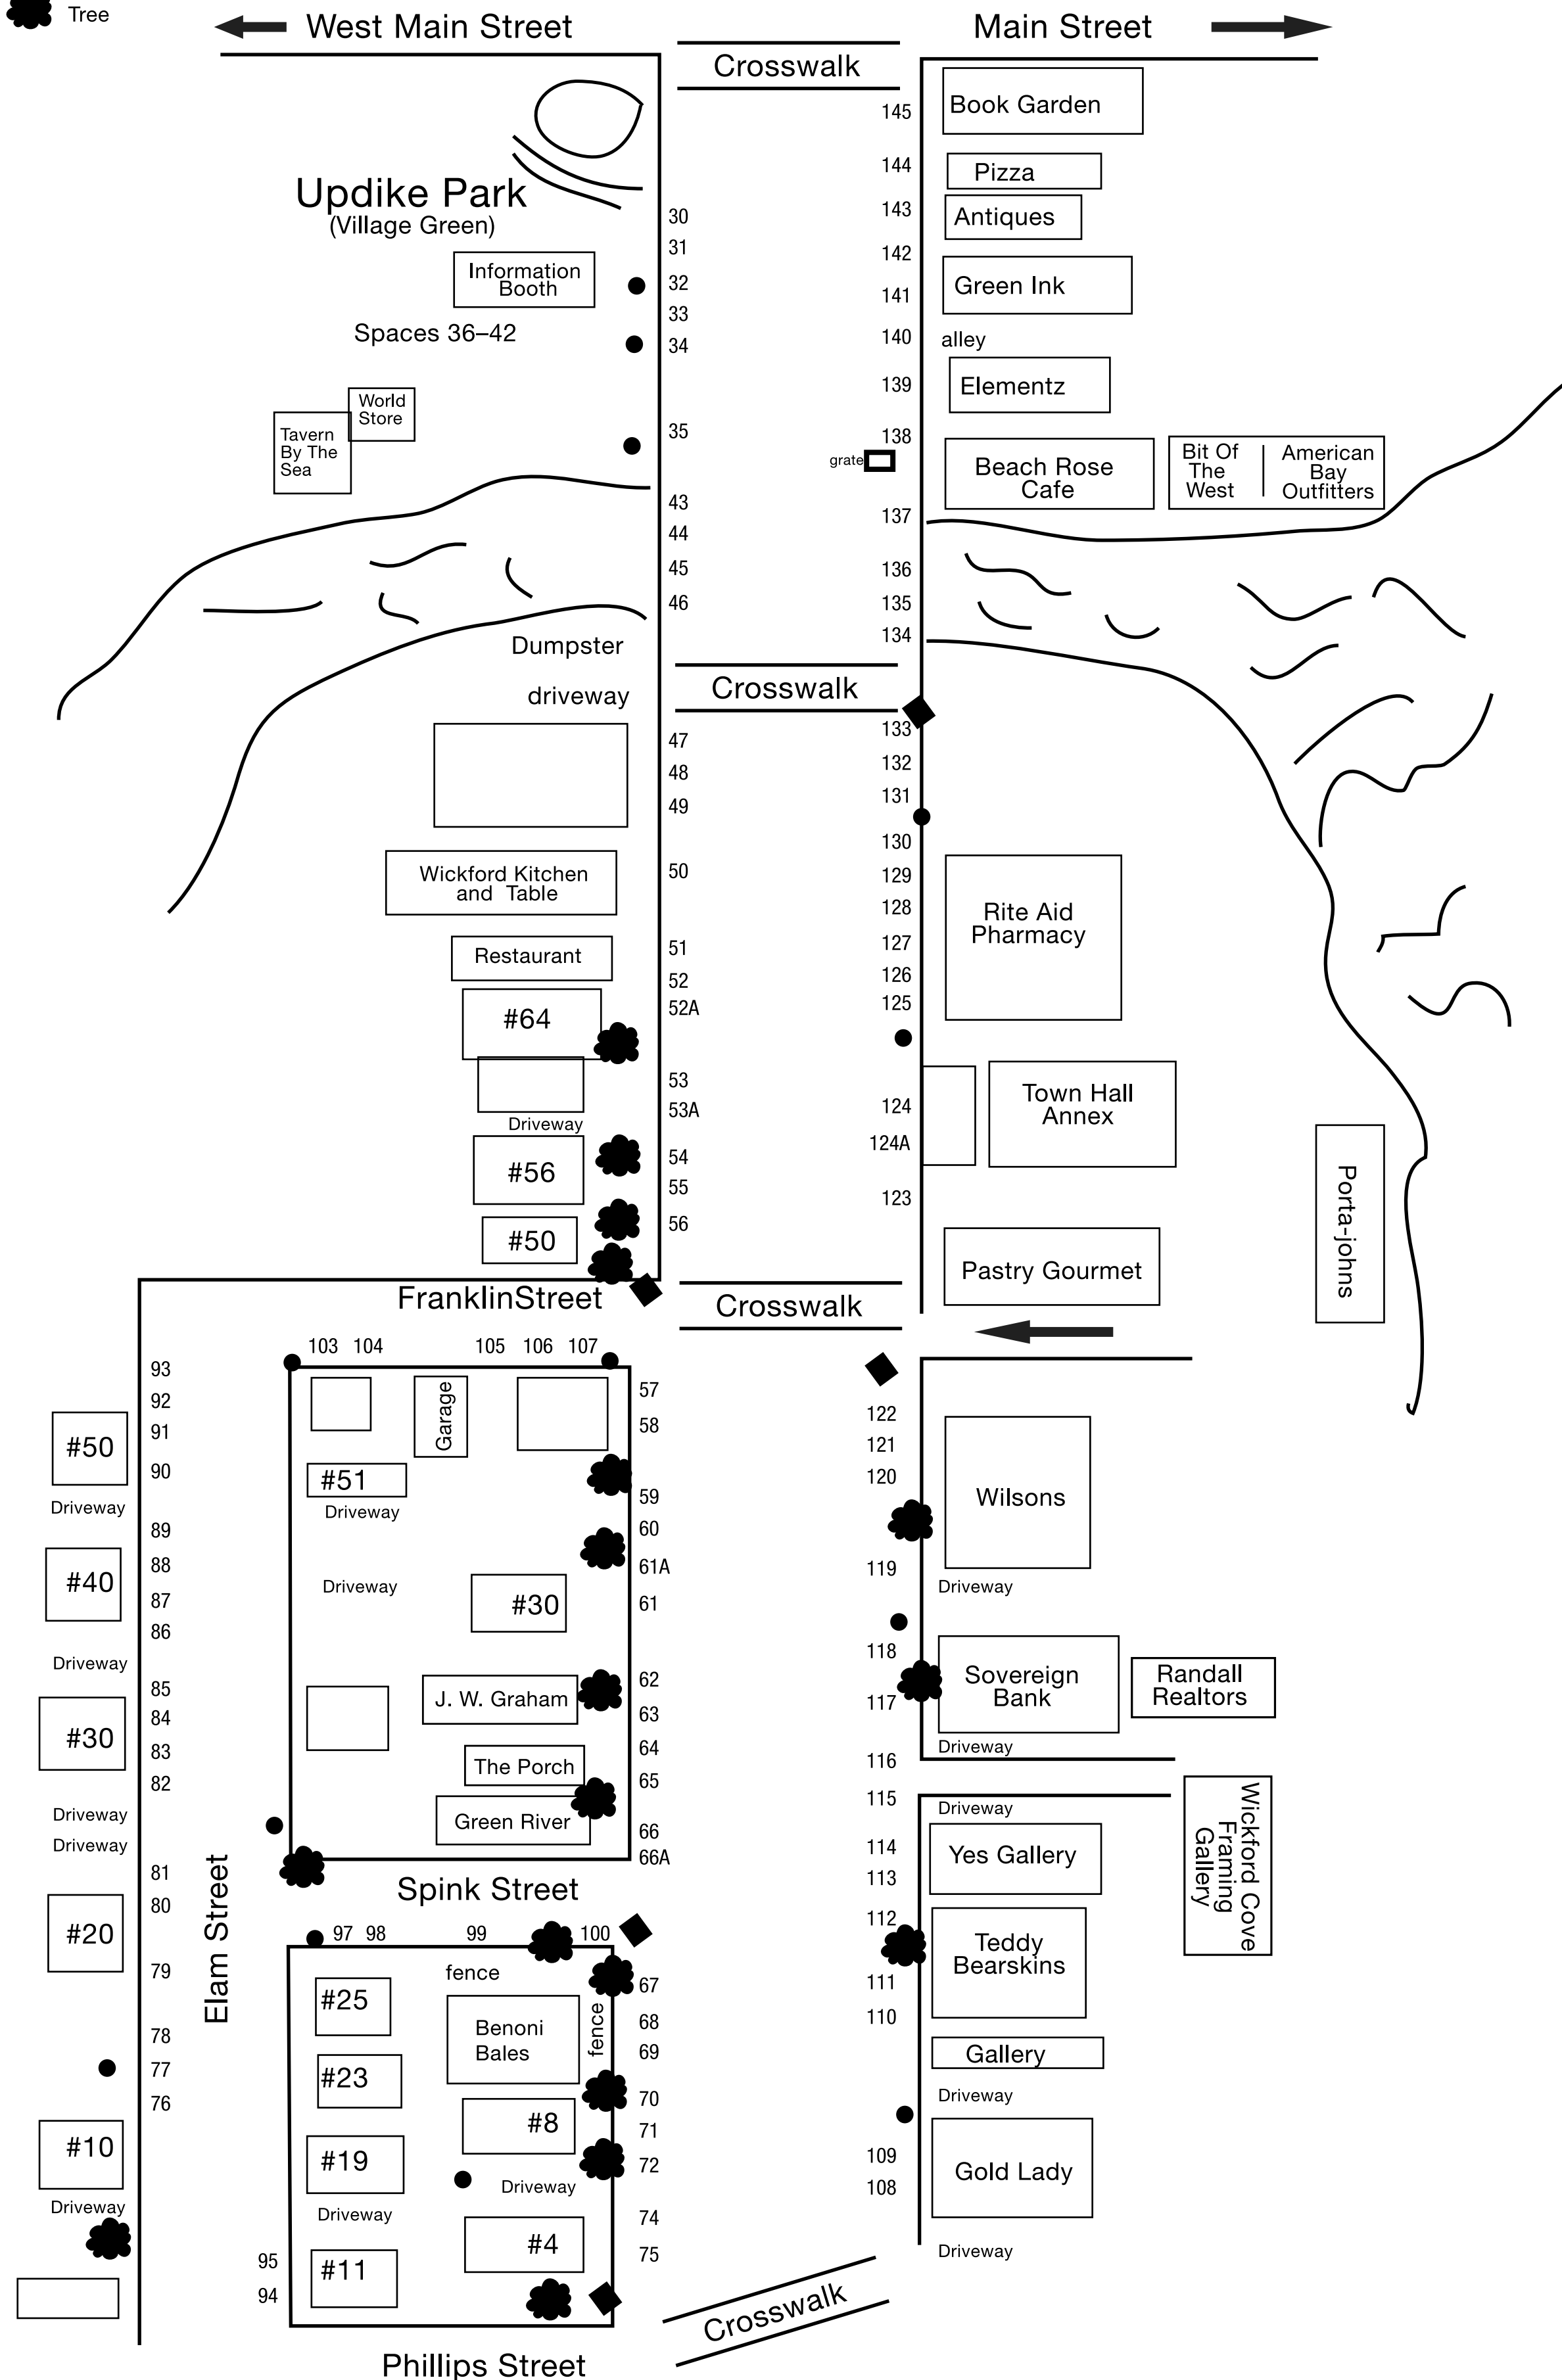 Tree
West Main Street
Main Street
Crosswalk
Book Garden
145
144
Pizza
Updike Park
(Village Green)
30
143
Antiques
31
142
Information
Booth
32
141
Green Ink
33
Spaces 36–42
34
140
alley
139
Elementz
World
Store
Tavern
By The
Sea
35
138
grate
Beach Rose
Cafe
Bit Of
The
West
American
Bay
Outfitters
43
137
44
45
136
46
135
134
Dumpster
driveway
Crosswalk
133
47
132
48
131
49
130
Wickford Kitchen
and Table
50
129
128
Rite Aid
Pharmacy
127
Restaurant
51
126
52
125
52A
#64
53
124
Town Hall
Annex
53A
Driveway
124A
#56
54
55
123
Porta-johns
#50
56
Pastry Gourmet
FranklinStreet
Crosswalk
103
104
105
106
107
93
57
92
58
122
91
Garage
121
#50
90
#51
120
Wilsons
Driveway
Driveway
59
89
60
88
61A
119
#40
Driveway
Driveway
87
#30
61
86
Driveway
118
85
62
Sovereign
Bank
Randall
Realtors
84
J. W. Graham
63
117
#30
83
64
Driveway
116
82
The Porch
65
115
Driveway
Driveway
Green River
66
Driveway
66A
114
Yes Gallery
113
Wickford Cove
Framing
Gallery
81
Spink Street
80
112
#20
97
98
99
100
Teddy
Bearskins
79
fence
67
111
Elam Street
#25
68
110
Benoni
Bales
fence
78
69
Gallery
77
#23
70
Driveway
76
#8
71
#10
#19
72
109
Driveway
108
Gold Lady
Driveway
Driveway
74
#4
75
Driveway
95
#11
94
Crosswalk
Phillips Street